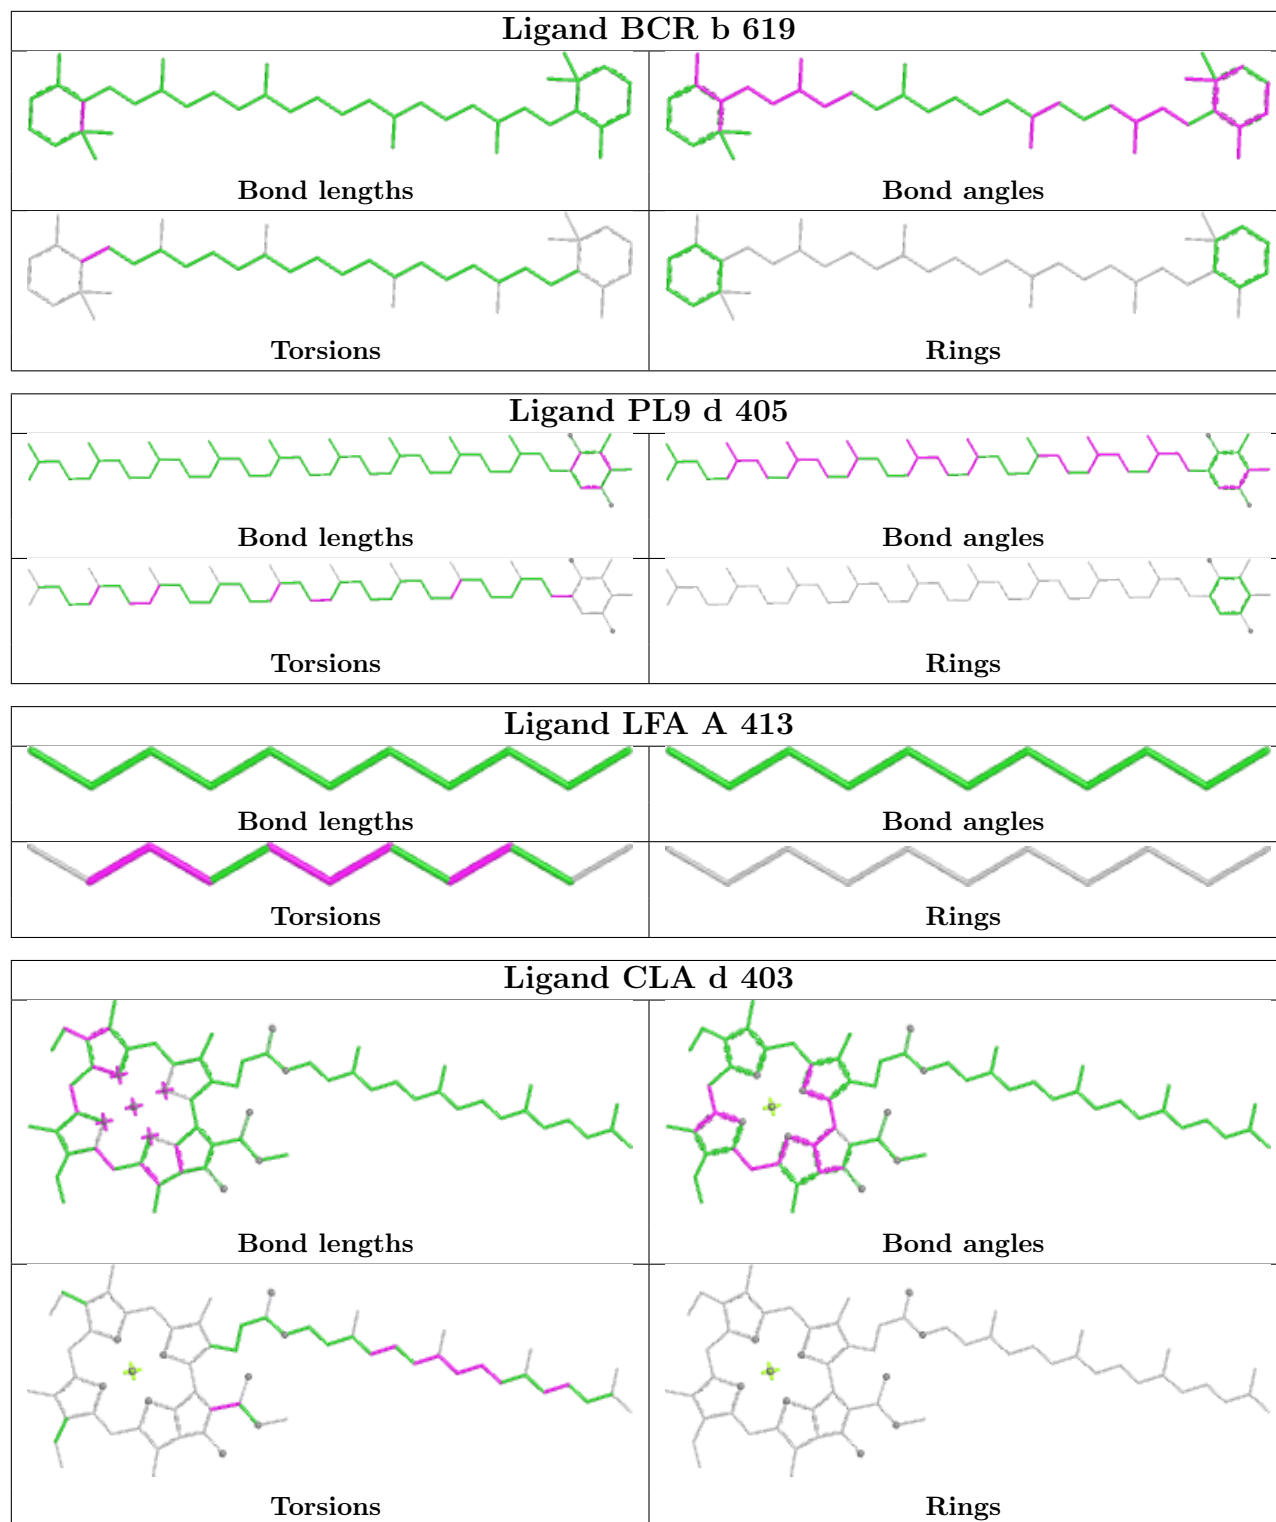 Ligand BCR b 619
Bond lengths
Bond angles
Torsions
Rings
Ligand PL9 d 405
Bond lengths
Bond angles
Torsions
Rings
Ligand LFA A 413
Bond lengths
Bond angles
Torsions
Rings
Ligand CLA d 403
Bond lengths
Bond angles
Torsions
Rings